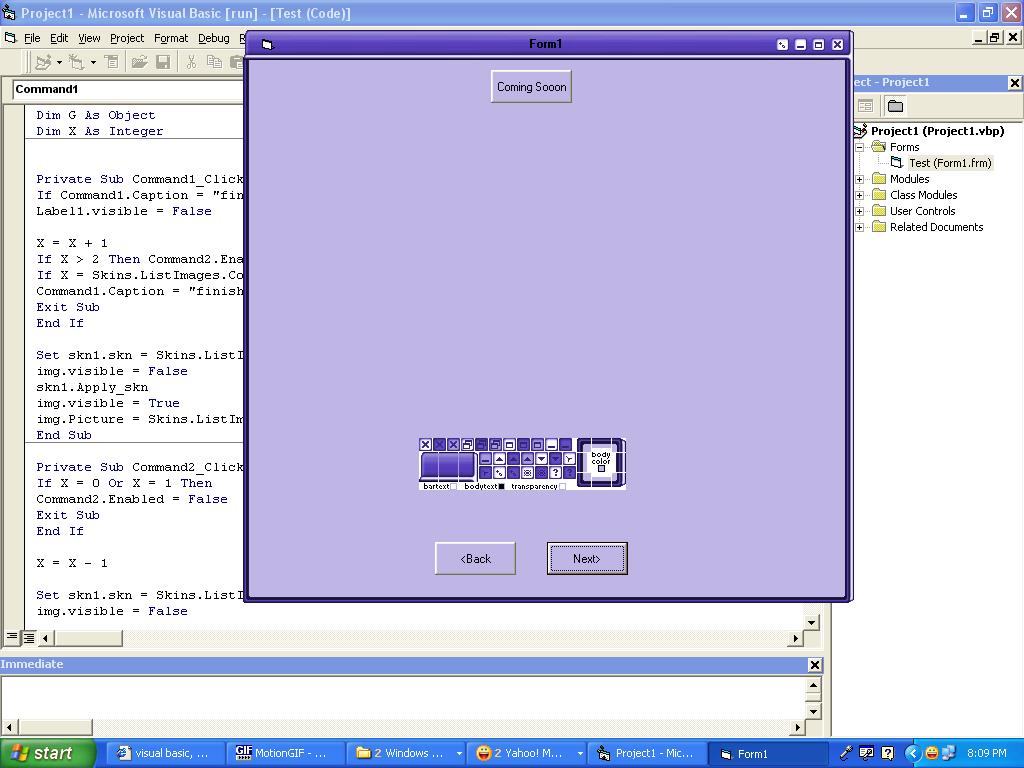 Project1 - Microsoft Visual Basic [run] - [Test (Code)]
File Edit View Project Format Debug
Form1
Coming Sooon
Command1
Dim G As Object
Dim X As Integer
Private Sub Command1_Click
If Command1.Caption = "fin
Label1.visible = False
X = X + 1
If X > 2 Then Command2.Ena
If X = Skins.ListImages.Co
Command1.Caption = "finish
Exit Sub
End If
Set skn1.skn = Skins.ListI
img.visible = False
skn1.Apply_skn
img.visible = True
img.Picture = Skins.ListIm
End Sub
Private Sub Command2_Click
If X = 0 Or X = 1 Then
Command2.Enabled = False
Exit Sub
End If
X = X - 1
Set skn1.skn = Skins.ListI
img.visible = False
body
color
bartext bodytext transparency
<Back
Next>
ect - Project1
Project1 (Project1.vbp)
Forms
Test (Form1.frm)
Modules
Class Modules
User Controls
Related Documents
Immediate
start
visual basic, ...
GIF MotionGIF - ...
2 Windows ...
2 Yahoo! M...
Project1 - Mic...
Form1
8:09 PM